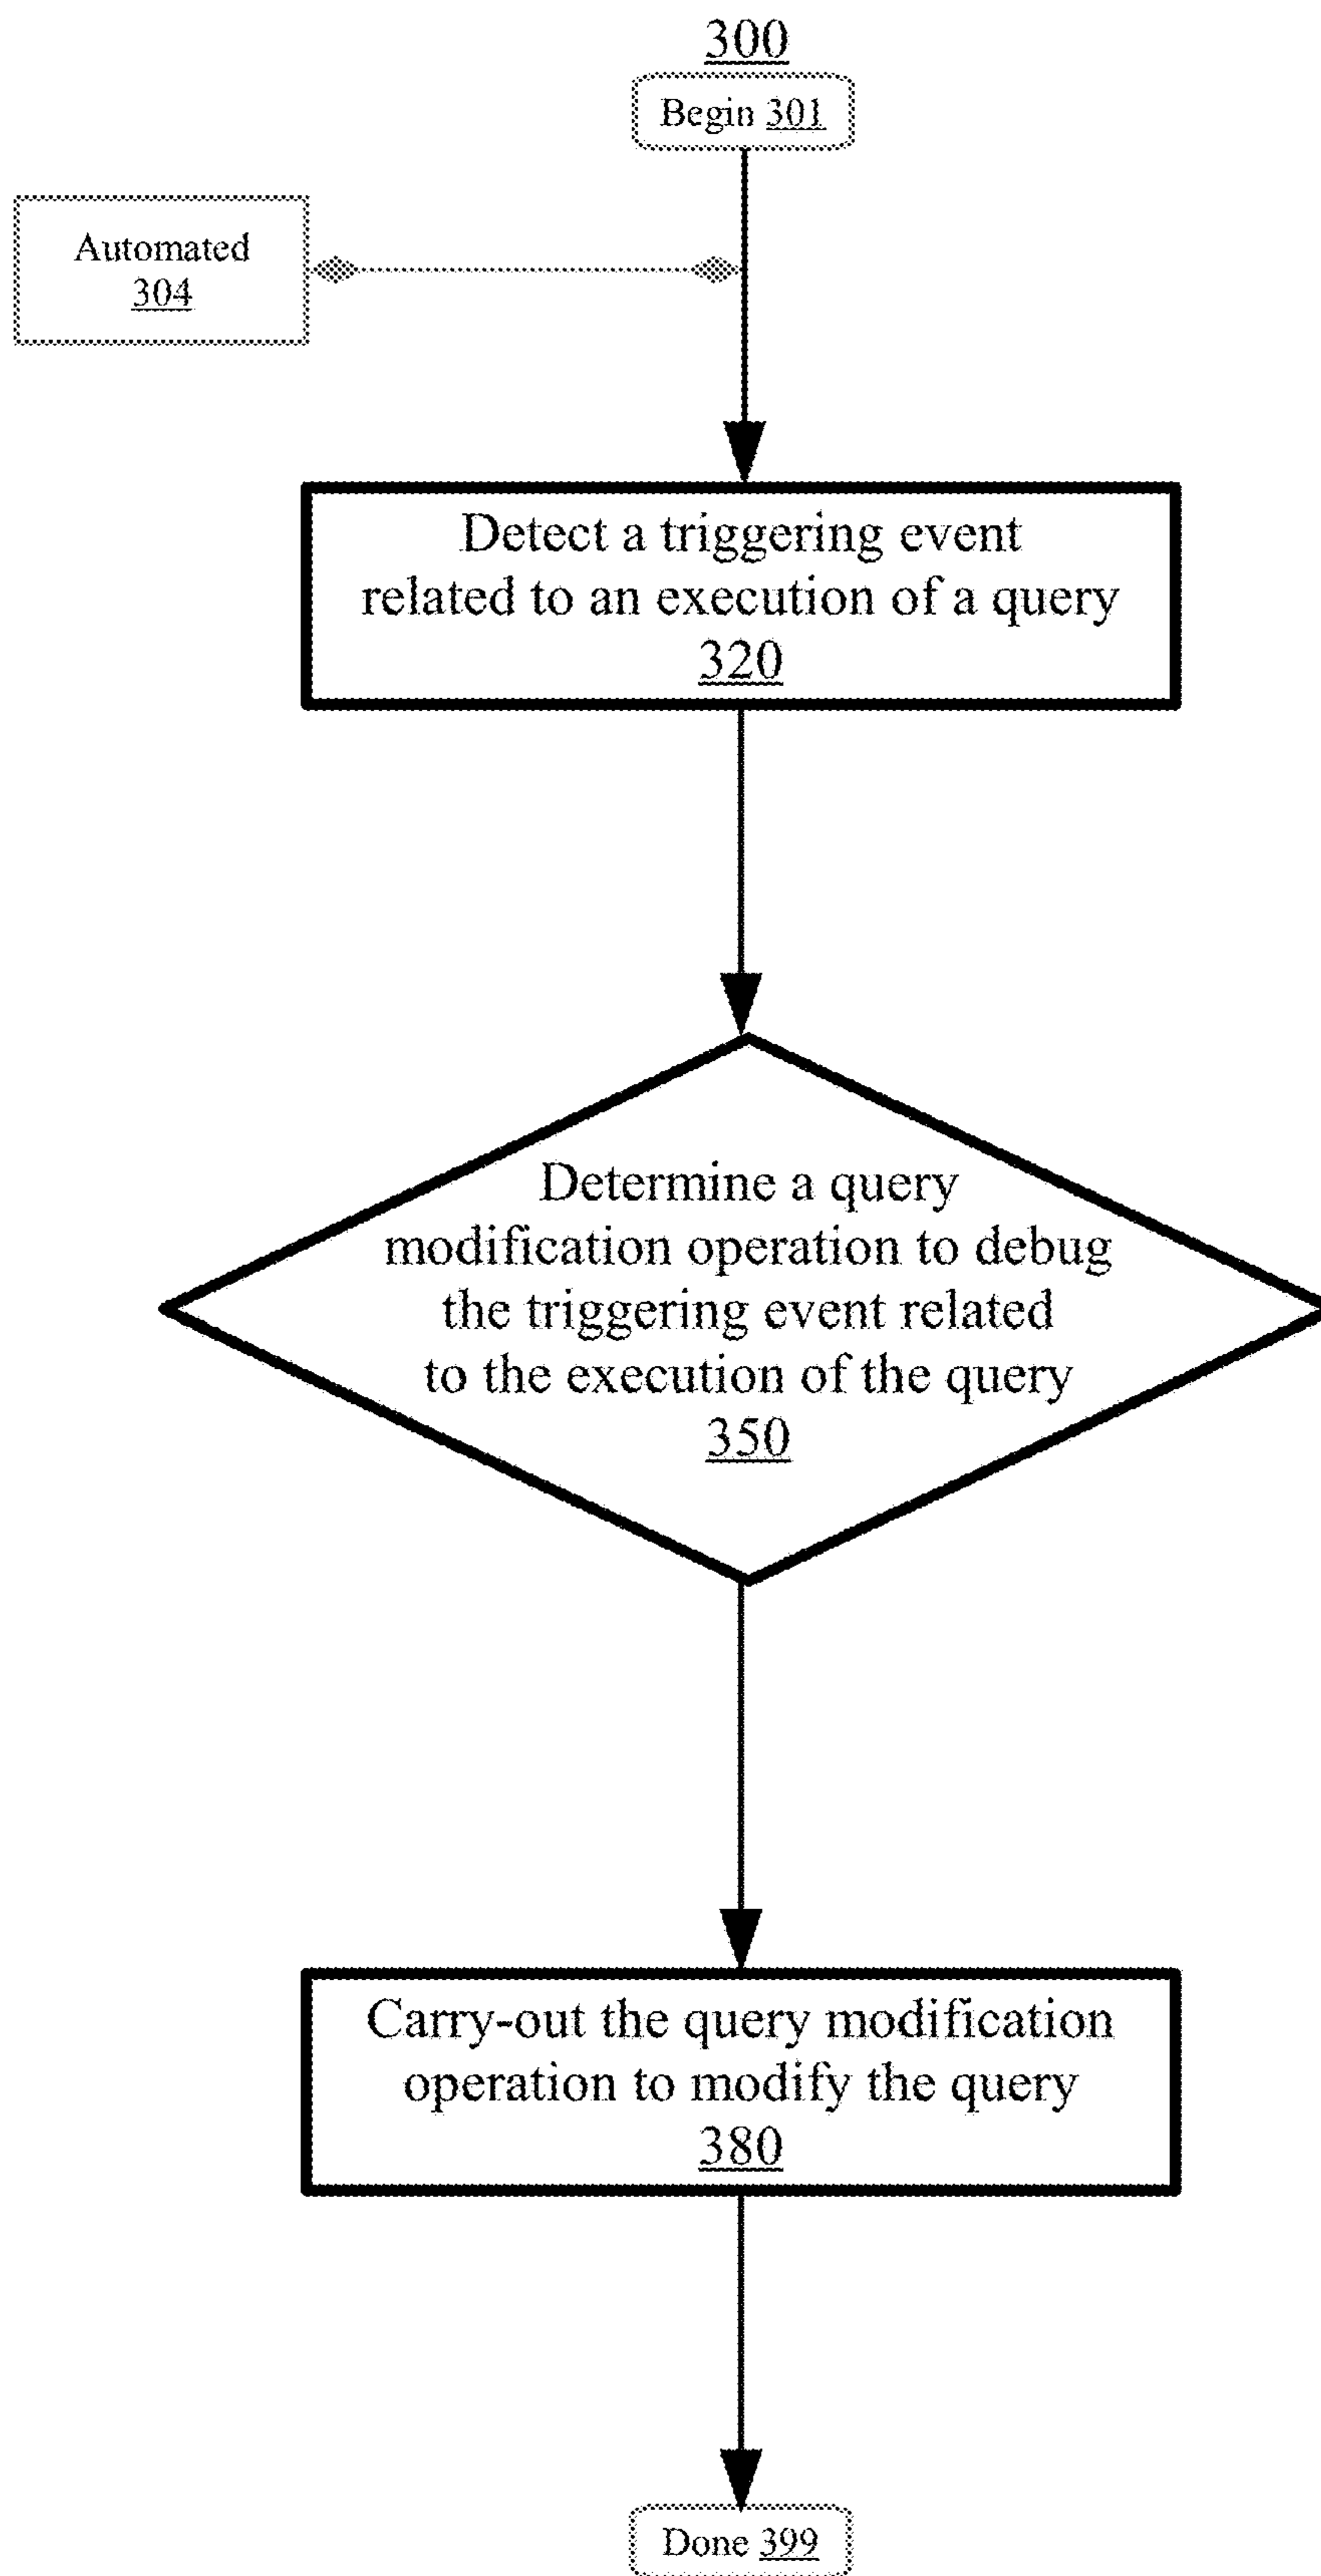 300
Begin 301
Automated
304
Detect a triggering event
related to an execution of a query
320
Determine a query
modification operation to debug
the triggering event related
to the execution of the query
350
Carry-out the query modification
operation to modify the query
380
Done 399